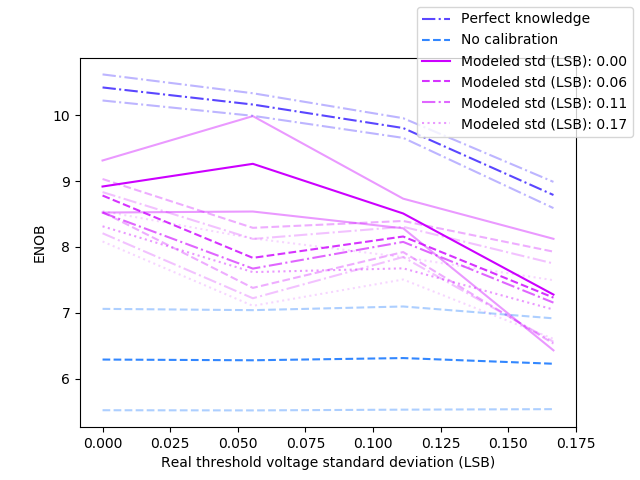 Perfect knowledge
No calibration
Modeled std (LSB): 0.00
Modeled std (LSB): 0.06
Modeled std (LSB): 0.11
Modeled std (LSB): 0.17
10
9
8
7
6
ENOB
0.000 0.025 0.050 0.075 0.100 0.125 0.150 0.175
Real threshold voltage standard deviation (LSB)